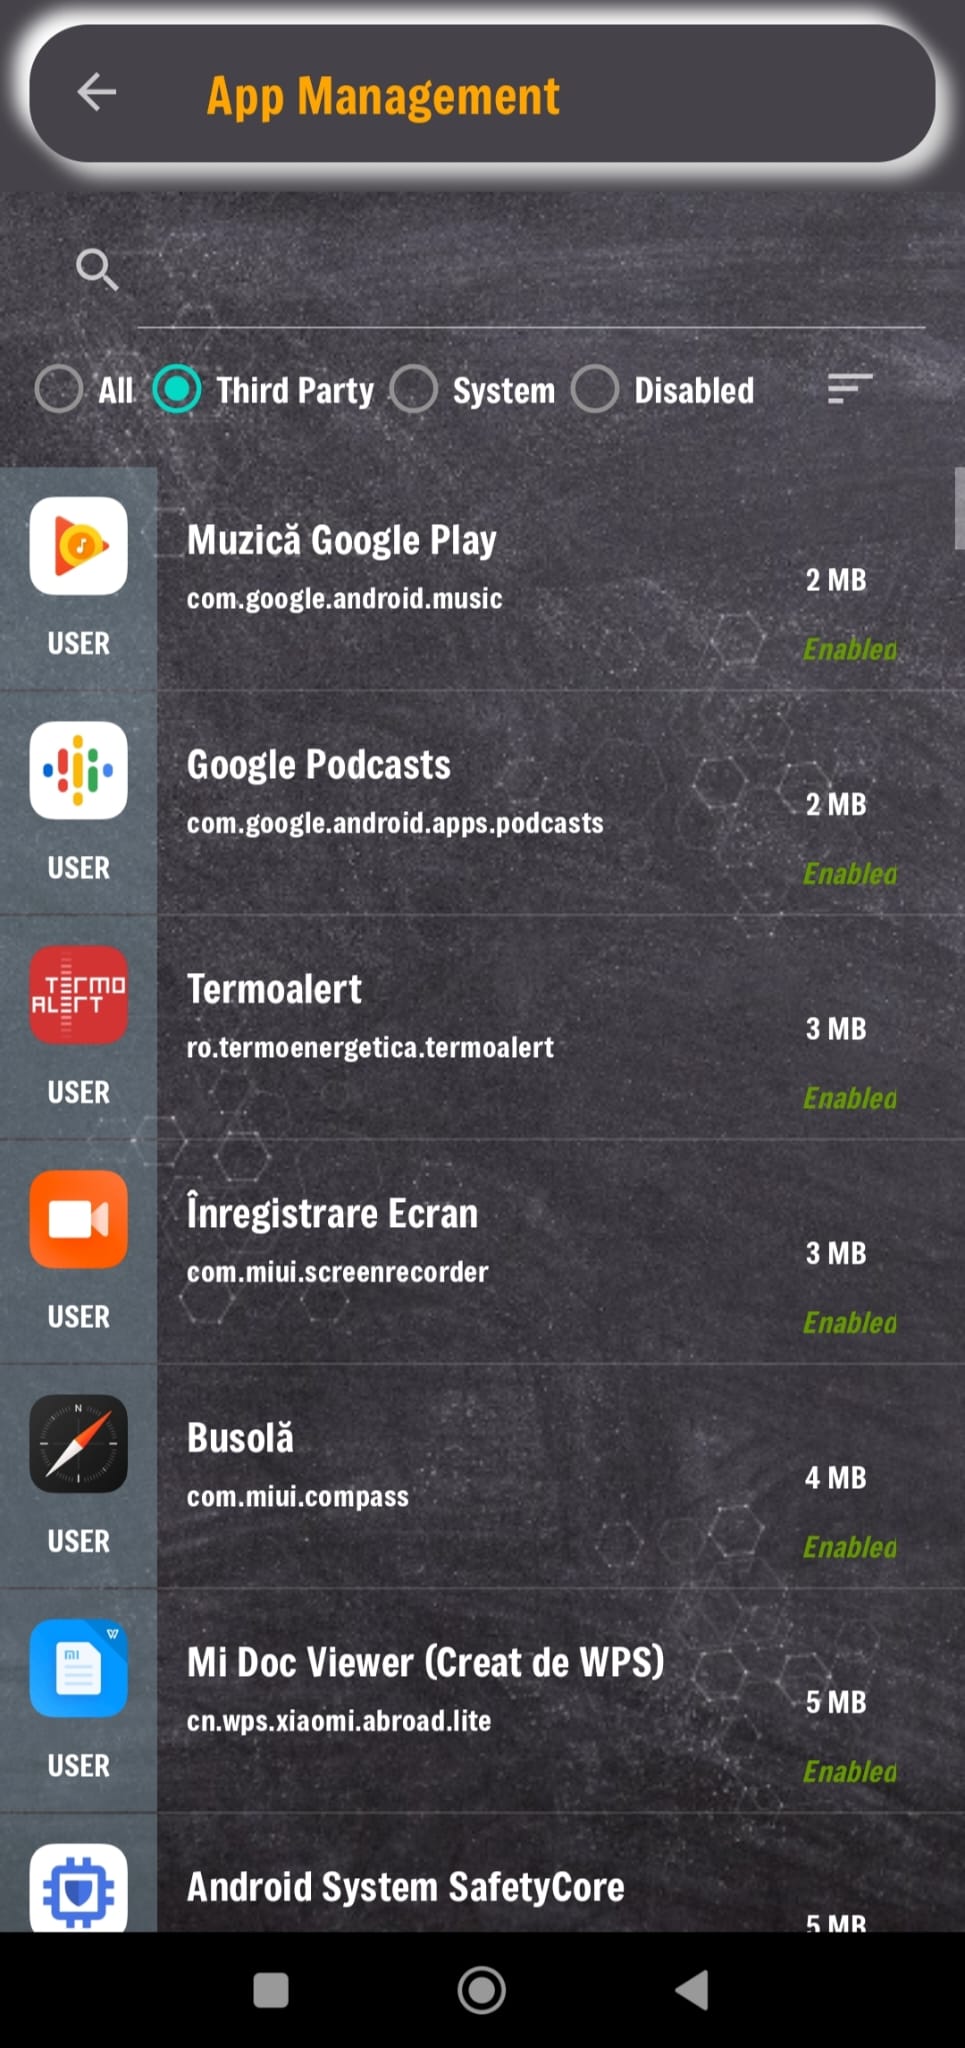 App Management
All Third Party System Disabled
Muzică Google Play
com.google.android.music
2 MB
USER
Enabled
Google Podcasts
com.google.android.apps.podcasts
2 MB
USER
Enabled
TERMO
ALERT
Termoalert
ro.termoenergetica.termoalert
3 MB
USER
Enabled
Înregistrare Ecran
com.miui.screenrecorder
3 MB
USER
Enabled
N
Busolă
com.miui.compass
4 MB
USER
Enabled
W
MI
Mi Doc Viewer (Creat de WPS)
cn.wps.xiaomi.abroad.lite
5 MB
USER
Enabled
Android System SafetyCore
5 MB